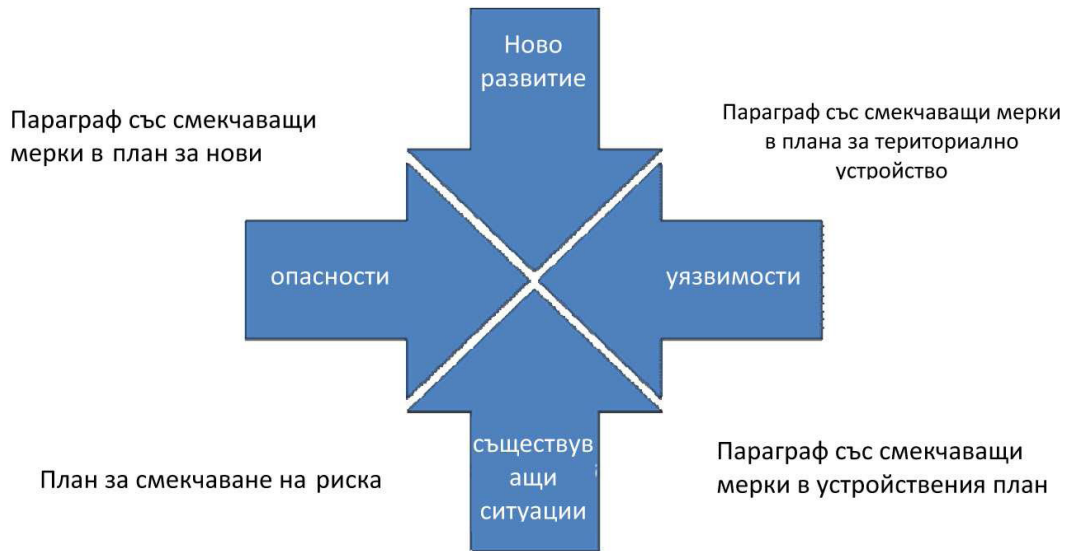 Ново
развитие
Параграф със смекчаващи
мерки в план за нови
Параграф със смекчаващи мерки
в плана за териториално
устройство
опасности
уязвимости
съществув
ащи
ситуации
План за смекчаване на риска
Параграф със смекчаващи
мерки в устройствения план